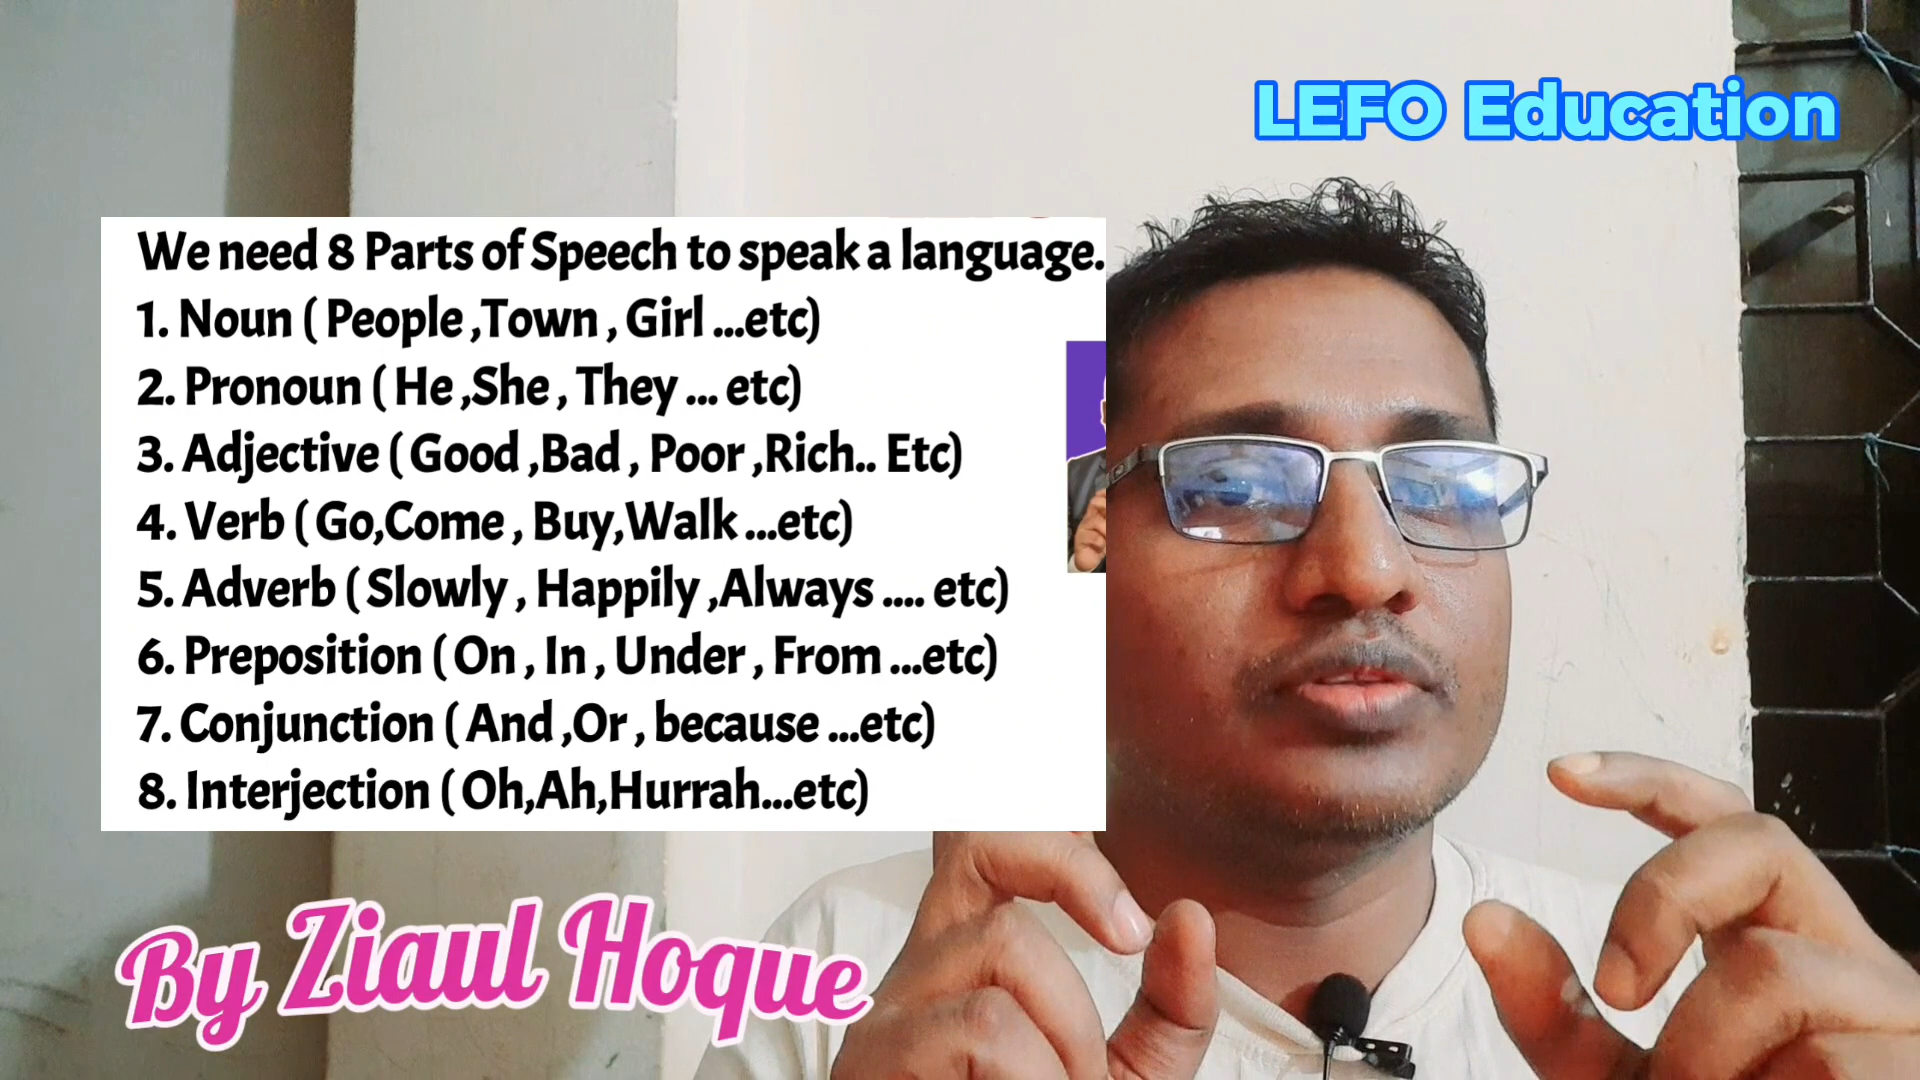 LEFO Education
We need 8 Parts of Speech to speak a language.
1. Noun ( People ,Town , Girl ...etc)
2. Pronoun ( He ,She , They ... etc)
3. Adjective ( Good ,Bad , Poor ,Rich.. Etc)
4. Verb ( Go,Come , Buy,Walk ...etc)
5. Adverb ( Slowly , Happily ,Always .... etc)
6. Preposition ( On , In , Under , From ...etc)
7. Conjunction ( And ,Or , because ...etc)
8. Interjection ( Oh,Ah,Hurrah...etc)
By Ziaul Hoque